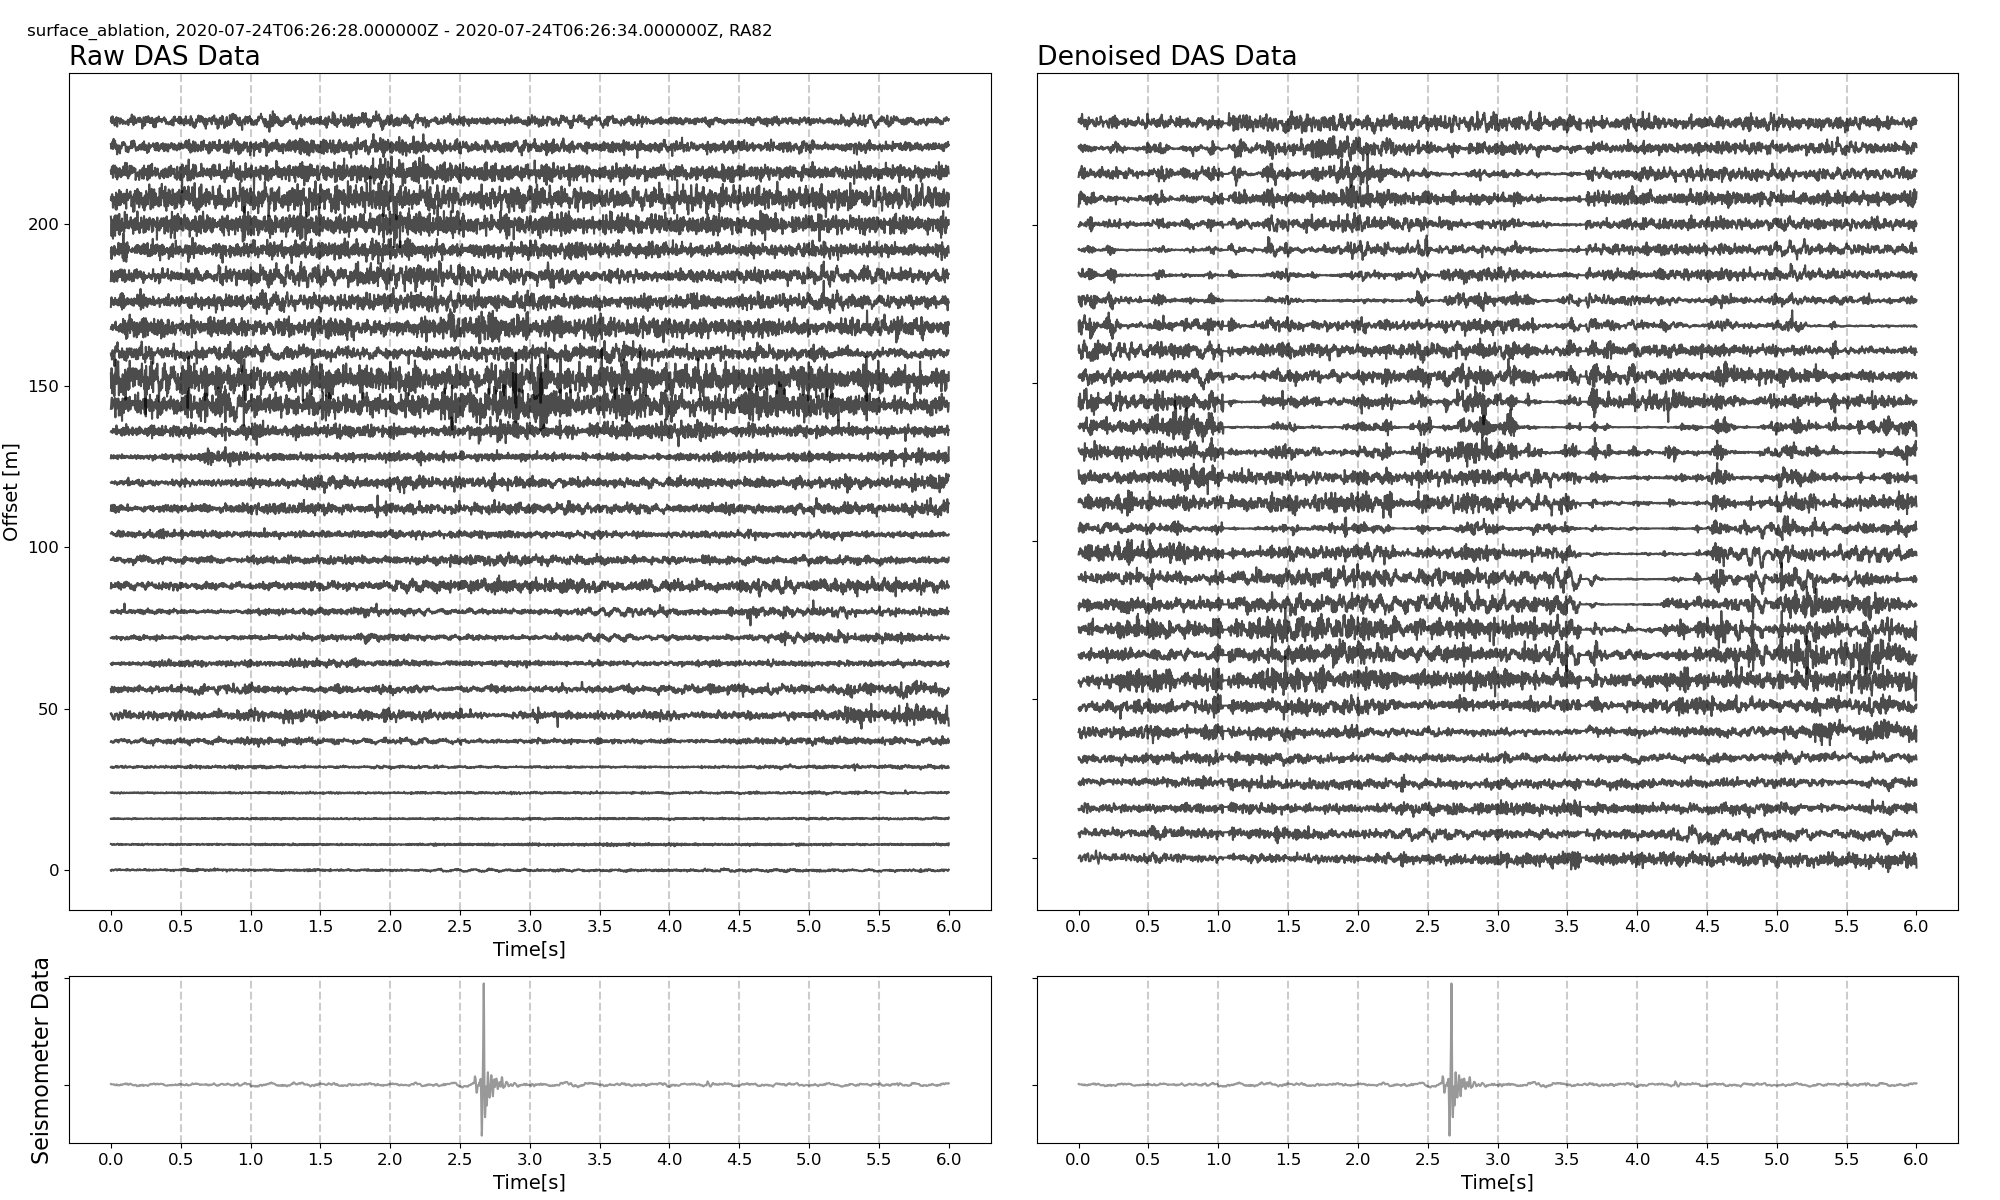 surface_ablation, 2020-07-24T06:26:28.000000Z - 2020-07-24T06:26:34.000000Z, RA82
Raw DAS Data
Denoised DAS Data
Offset [m]
200
150
100
50
0
0.0 0.5 1.0 1.5 2.0 2.5 3.0 3.5 4.0 4.5 5.0 5.5 6.0
Time[s]
0.0 0.5 1.0 1.5 2.0 2.5 3.0 3.5 4.0 4.5 5.0 5.5 6.0
Seismometer Data
0.0 0.5 1.0 1.5 2.0 2.5 3.0 3.5 4.0 4.5 5.0 5.5 6.0
Time[s]
0.0 0.5 1.0 1.5 2.0 2.5 3.0 3.5 4.0 4.5 5.0 5.5 6.0
Time[s]